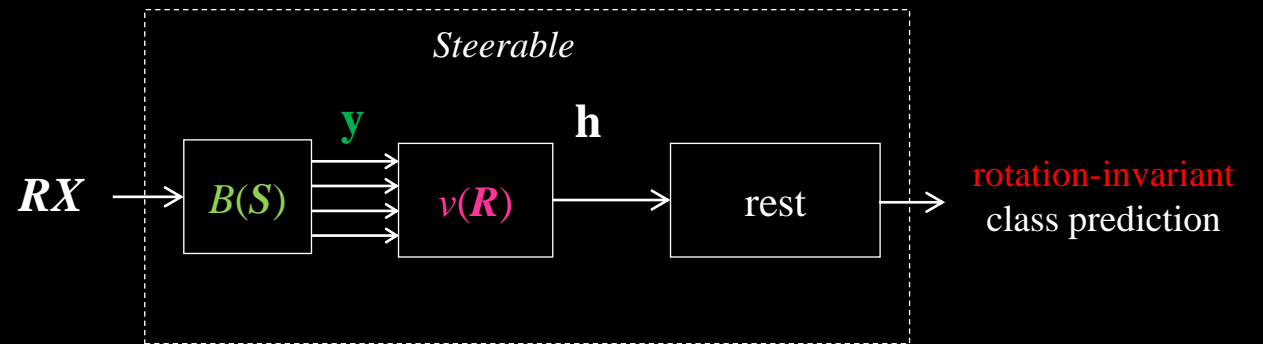 Steerable
y
h
RX
B(S)
v(R)
rest
rotation-invariant
class prediction